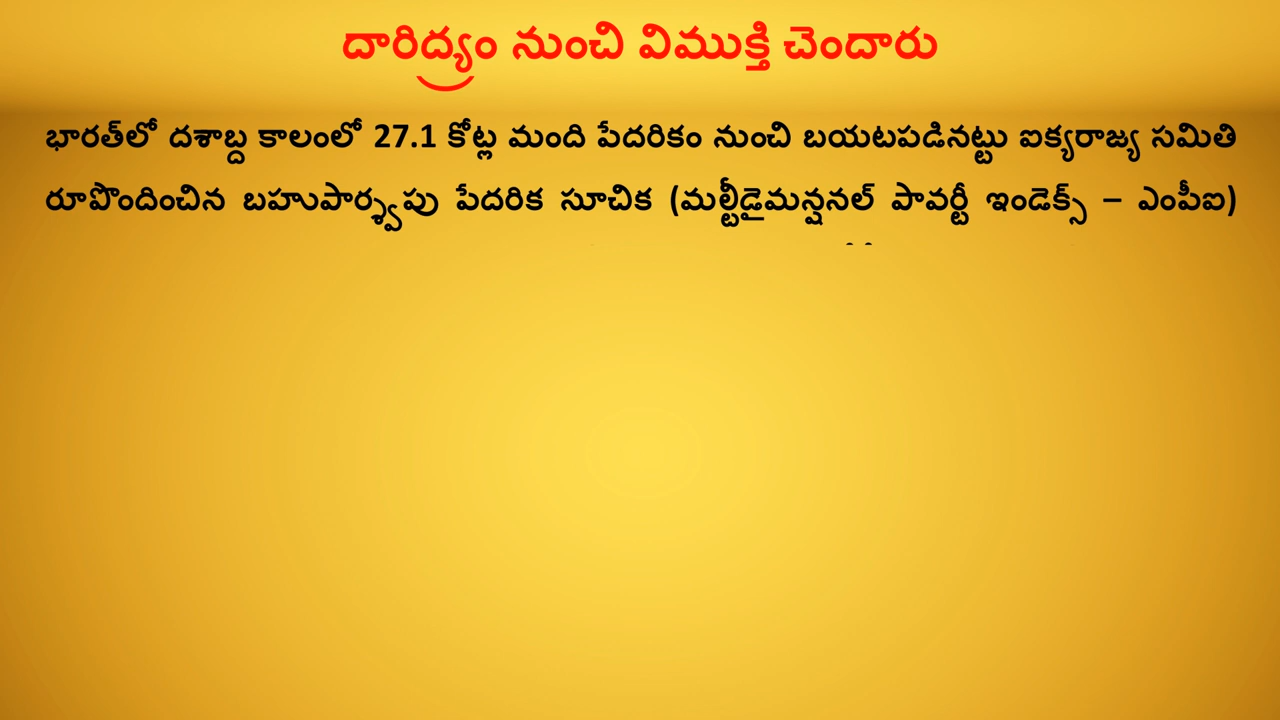 దారిద్ర్యం నుంచి విముక్తి చెందారు
భారత్‌లో దశాబ్ద కాలంలో 27.1 కోట్ల మంది పేదరికం నుంచి బయటపడినట్టు ఐక్యరాజ్య సమితి
రూపొందించిన బహుపార్శ్వపు పేదరిక సూచిక (మల్టీడైమన్షనల్ పావర్టీ ఇండెక్స్ – ఎంపీఐ)